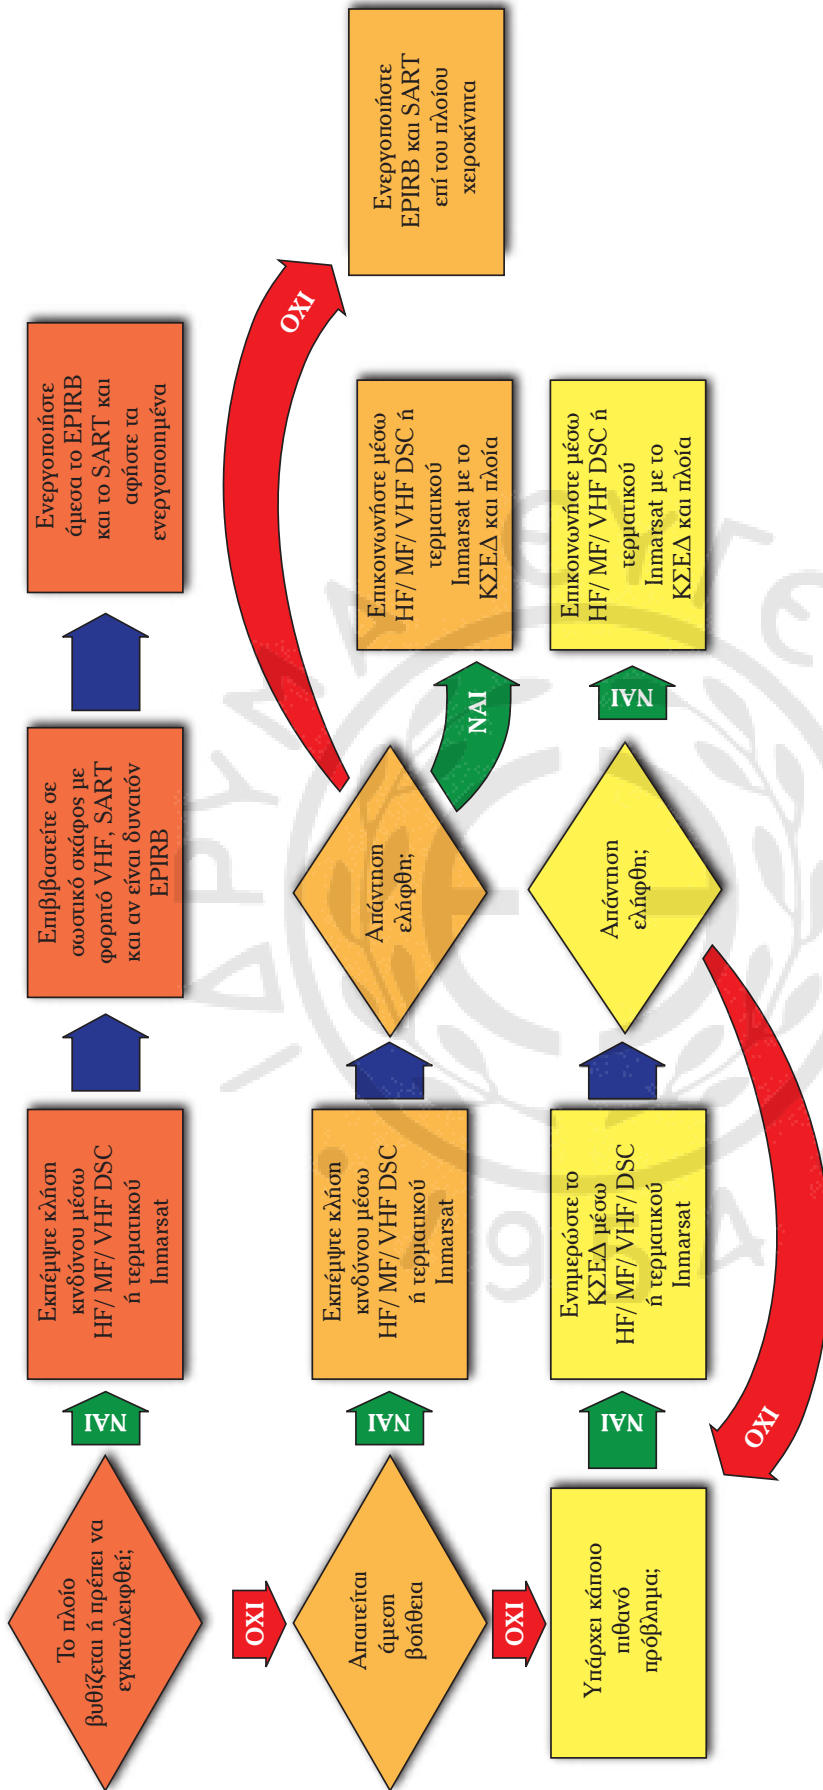 Το πλοίο
βυθίζεται ή πρέπει να
εγκαταλειφθεί;
ΝΑΙ
Εκπέμψτε κλήση
κινδύνου μέσω
HF/ MF/ VHF DSC
ή τερματικού
Inmarsat
Επιβιβαστείτε σε
σωστικό σκάφος με
φορητό VHF, SART
και αν είναι δυνατόν
EPIRB
Ενεργοποιήστε
άμεσα το EPIRB
και το SART και
αφήστε τα
ενεργοποιημένα
ΟΧΙ
Απαιτείται
άμεση
βοήθεια
ΝΑΙ
Εκπέμψτε κλήση
κινδύνου μέσω
HF/ MF/ VHF DSC
ή τερματικού
Inmarsat
Απάντηση
ελήφθη;
ΟΧΙ
Ενεργοποιήστε
EPIRB και SART
επί του πλοίου
χειροκίνητα
ΝΑΙ
Επικοινωνήστε μέσω
HF/ MF/ VHF DSC ή
τερματικού
Inmarsat με το
ΚΣΕΔ και πλοία
ΟΧΙ
Υπάρχει κάποιο
πιθανό
πρόβλημα;
ΝΑΙ
Ενημερώστε το
ΚΣΕΔ μέσω
HF/ MF/ VHF/ DSC
ή τερματικού
Inmarsat
Απάντηση
ελήφθη;
ΝΑΙ
Επικοινωνήστε μέσω
HF/ MF/ VHF DSC ή
τερματικού
Inmarsat με το
ΚΣΕΔ και πλοία
ΟΧΙ
ΙΔΡΥΜΑ ΕΥΓΕ
1954